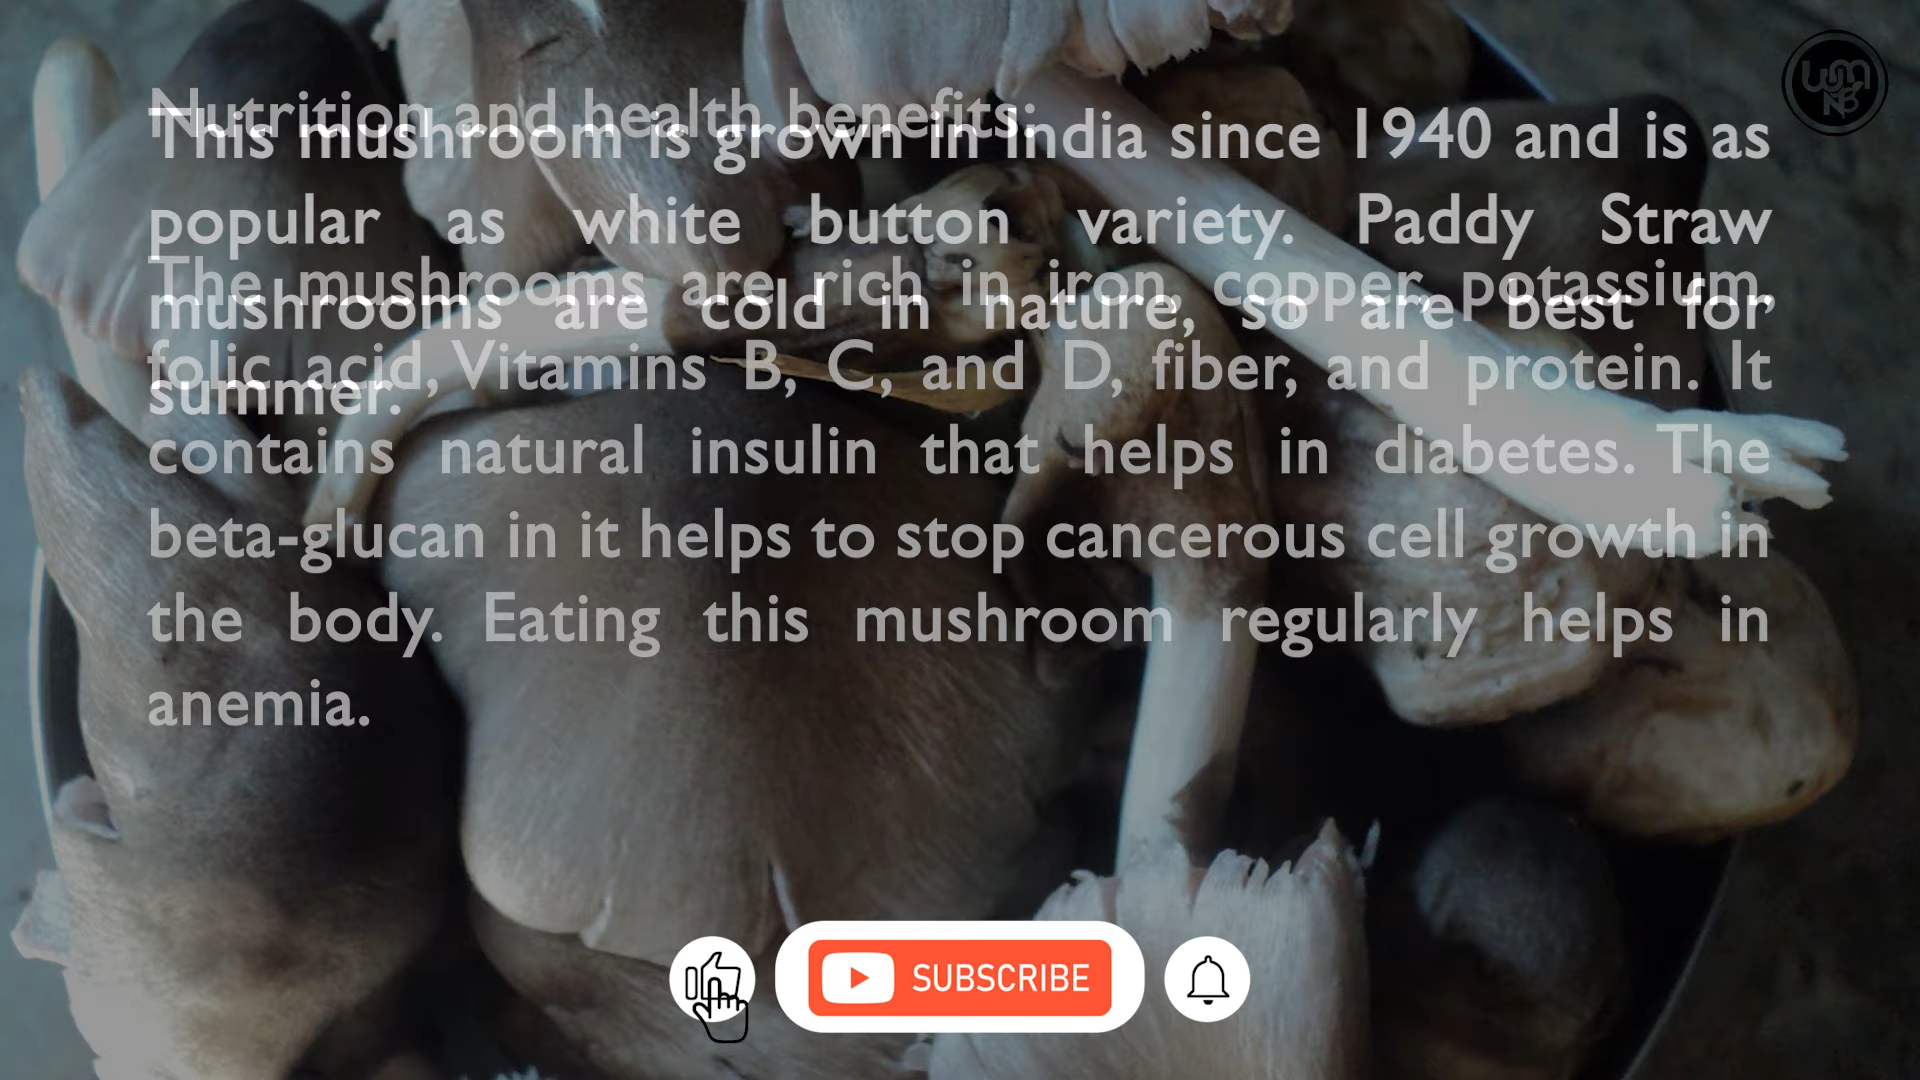 This mushroom is grown in India since 1940 and is as
popular as white button variety. Paddy Straw
mushrooms are cold in nature, so are best for
summer.
Nutrition and health benefits:
The mushrooms are rich in iron, copper, potassium,
folic acid, Vitamins B, C, and D, fiber, and protein. It
contains natural insulin that helps in diabetes. The
beta-glucan in it helps to stop cancerous cell growth in
the body. Eating this mushroom regularly helps in
anemia.
SUBSCRIBE